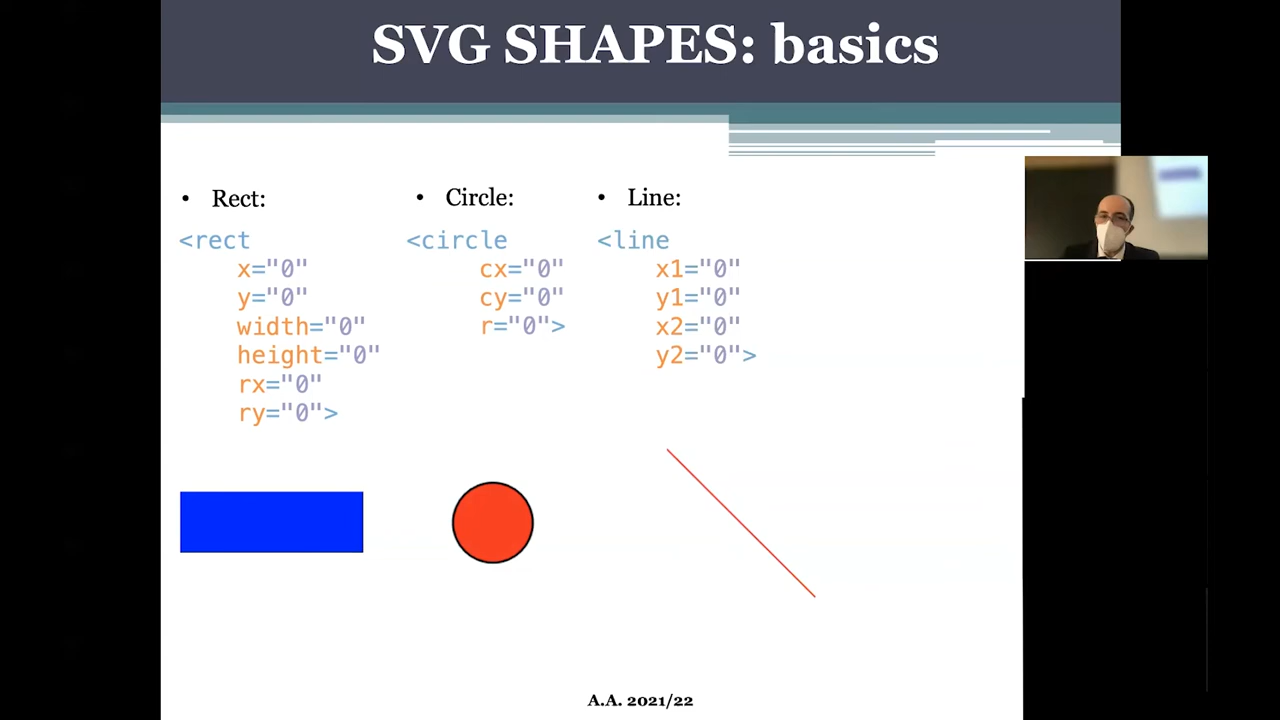 SVG SHAPES: basics
• Rect:
<rect
x="0"
y="0"
width="0"
height="0"
rx="0"
ry="0">
• Circle:
<circle
cx="0"
cy="0"
r="0">
• Line:
<line
x1="0"
y1="0"
x2="0"
y2="0">
A.A. 2021/22